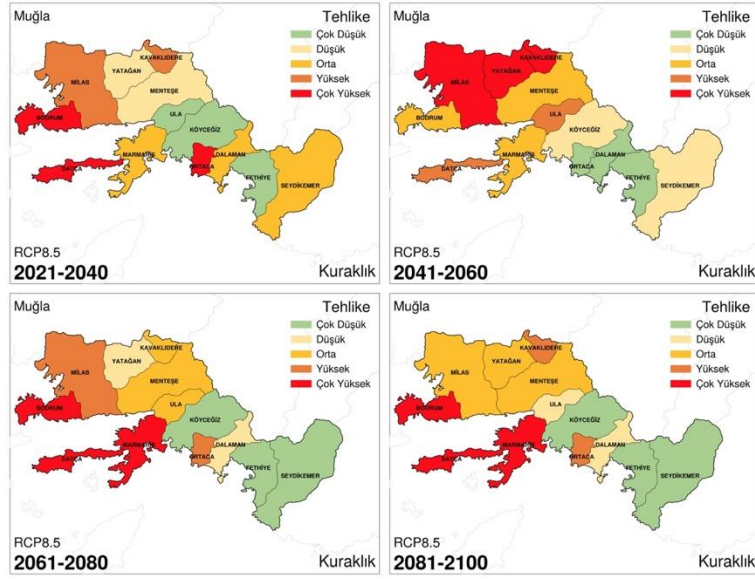 Muğla
Tehlike
Çok Düşük
Düşük
Orta
Yüksek
Çok Yüksek
KAVAKLIDERE
YATAĞAN
MİLAS
MENTEŞE
BODRUM
ULA
KÖYCEĞİZ
MARMARİS
DALAMAN
ORTACA
DATÇA
FETHİYE
SEYDİKEMER
RCP8.5
2021-2040
Kuraklık
Muğla
Tehlike
Çok Düşük
Düşük
Orta
Yüksek
Çok Yüksek
KAVAKLIDERE
YATAĞAN
MİLAS
MENTEŞE
BODRUM
ULA
KÖYCEĞİZ
MARMARİS
DALAMAN
ORTACA
DATÇA
FETHİYE
SEYDİKEMER
RCP8.5
2041-2060
Kuraklık
Muğla
Tehlike
Çok Düşük
Düşük
Orta
Yüksek
Çok Yüksek
KAVAKLIDERE
YATAĞAN
MİLAS
MENTEŞE
BODRUM
ULA
KÖYCEĞİZ
MARMARİS
DALAMAN
ORTACA
DATÇA
FETHİYE
SEYDİKEMER
RCP8.5
2061-2080
Kuraklık
Muğla
Tehlike
Çok Düşük
Düşük
Orta
Yüksek
Çok Yüksek
KAVAKLIDERE
YATAĞAN
MİLAS
MENTEŞE
BODRUM
ULA
KÖYCEĞİZ
MARMARİS
DALAMAN
ORTACA
DATÇA
FETHİYE
SEYDİKEMER
RCP8.5
2081-2100
Kuraklık